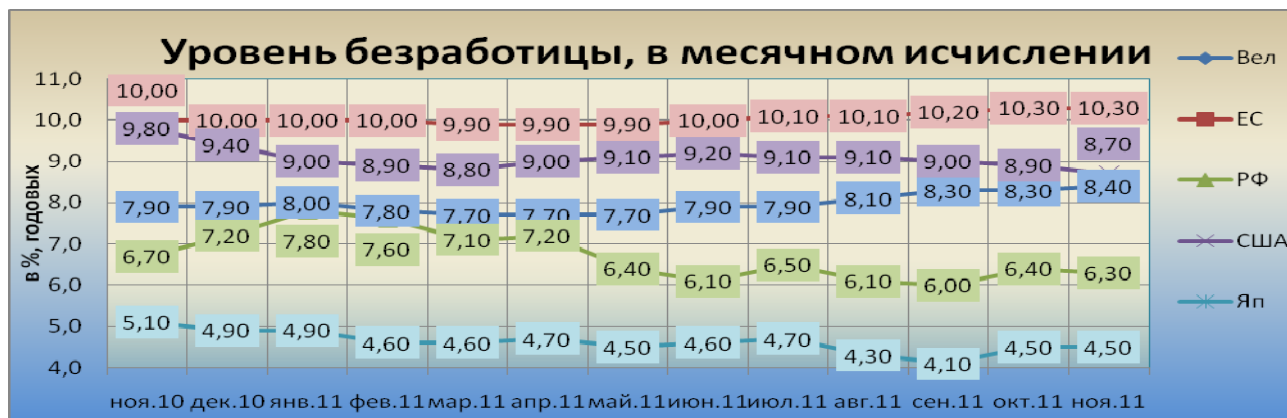 Уровень безработицы, в месячном исчислении
в %, годовых
11,0
10,0
9,0
8,0
7,0
6,0
5,0
4,0
10,00 10,00 10,00 10,00 9,90 9,90 9,90 10,00 10,10 10,10 10,20 10,30 10,30
9,80 9,40 9,00 8,90 8,80 9,00 9,10 9,20 9,10 9,10 9,00 8,90 8,70
7,90 7,90 8,00 7,80 7,70 7,70 7,70 7,90 7,90 8,10 8,30 8,30 8,40
6,70 7,20 7,80 7,60 7,10 7,20 6,40 6,10 6,50 6,10 6,00 6,40 6,30
5,10 4,90 4,90 4,60 4,60 4,70 4,50 4,60 4,70 4,30 4,10 4,50 4,50
ноя.10 дек.10 янв.11 фев.11 мар.11 апр.11 май.11 июн.11 июл.11 авг.11 сен.11 окт.11 ноя.11
Вел
ЕС
РФ
США
Яп